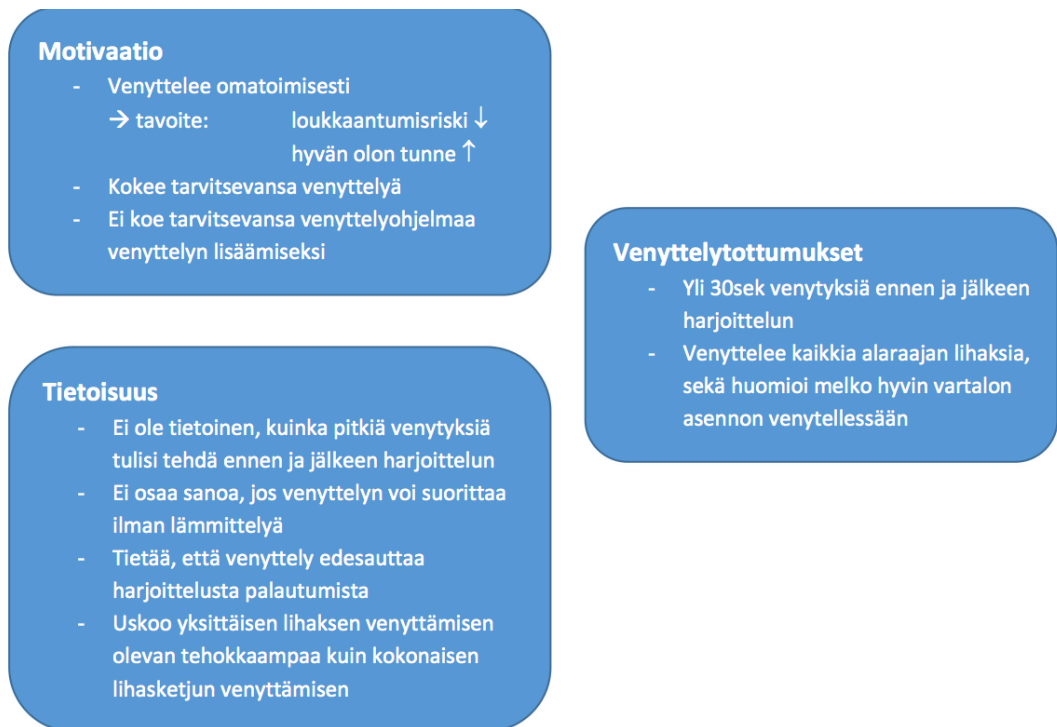 Motivaatio
- Venyttelee omatoimisesti
→ tavoite: loukkaantumisriski ↓
hyvän olon tunne ↑
- Kokee tarvitsevansa venyttelyä
- Ei koe tarvitsevansa venyttelyohjelmaa
venyttelyn lisäämiseksi
Tietoisuus
- Ei ole tietoinen, kuinka pitkiä venytyksiä
tulisi tehdä ennen ja jälkeen harjoittelun
- Ei osaa sanoa, jos venyttelyn voi suorittaa
ilman lämmittelyä
- Tietää, että venyttely edesauttaa
harjoittelusta palautumista
- Uskoo yksittäisen lihaksen venyttämisen
olevan tehokkaampaa kuin kokonaisen
lihasketjun venyttämisen
Venyttelytottumukset
- Yli 30sek venytyksiä ennen ja jälkeen
harjoittelun
- Venyttelee kaikkia alaraajan lihaksia,
sekä huomioi melko hyvin vartalon
asennon venytellessään